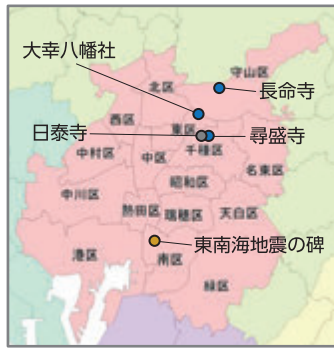 大幸八幡社
守山区
北区
長命寺
西区
東区
日泰寺
尋盛寺
千種区
中村区
中区
名東区
昭和区
中川区
熱田区
瑞穂区
天白区
東南海地震の碑
港区
南区
緑区